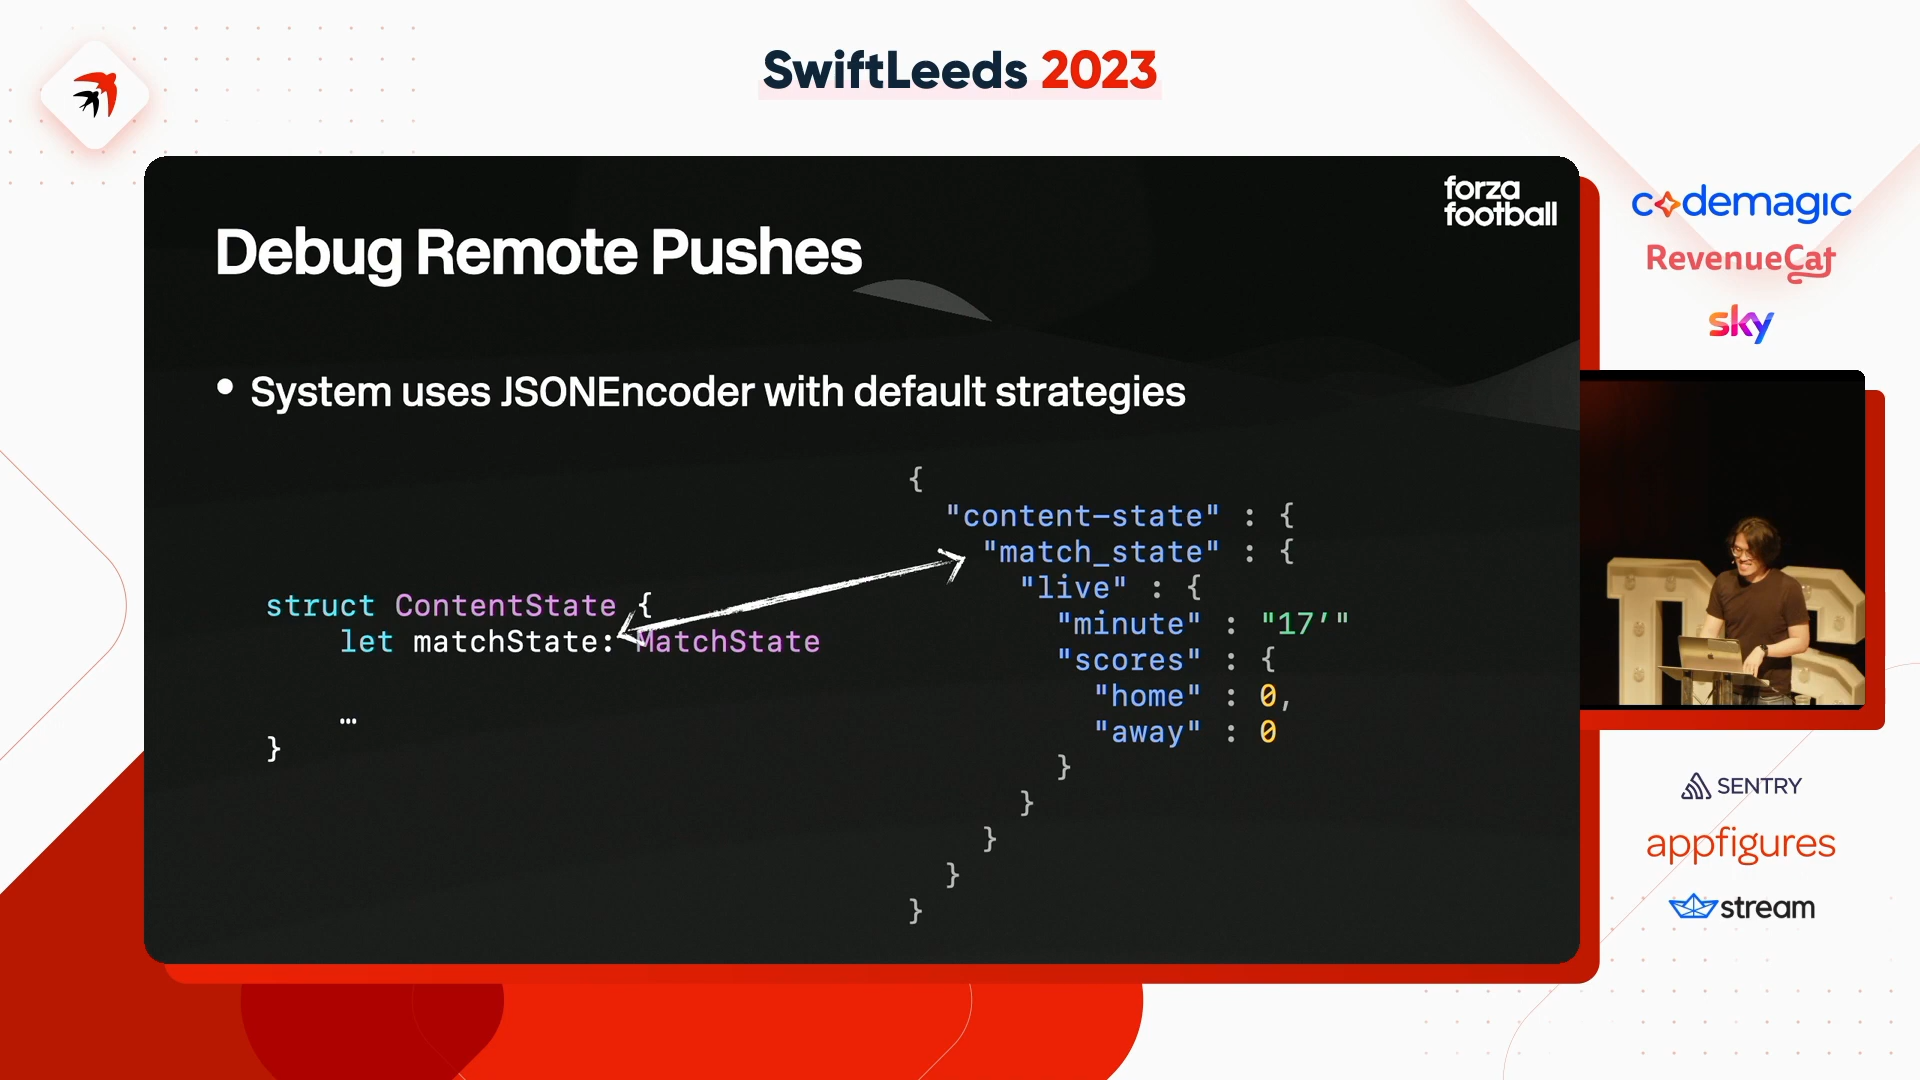 SwiftLeeds 2023
forza
football
Debug Remote Pushes
• System uses JSONEncoder with default strategies
struct ContentState {
let matchState: MatchState
…
}
{
"content-state" : {
"match_state" : {
"live" : {
"minute" : "17’"
"scores" : {
"home" : 0,
"away" : 0
}
}
}
}
}
codemagic
RevenueCat
sky
SENTRY
appfigures
stream